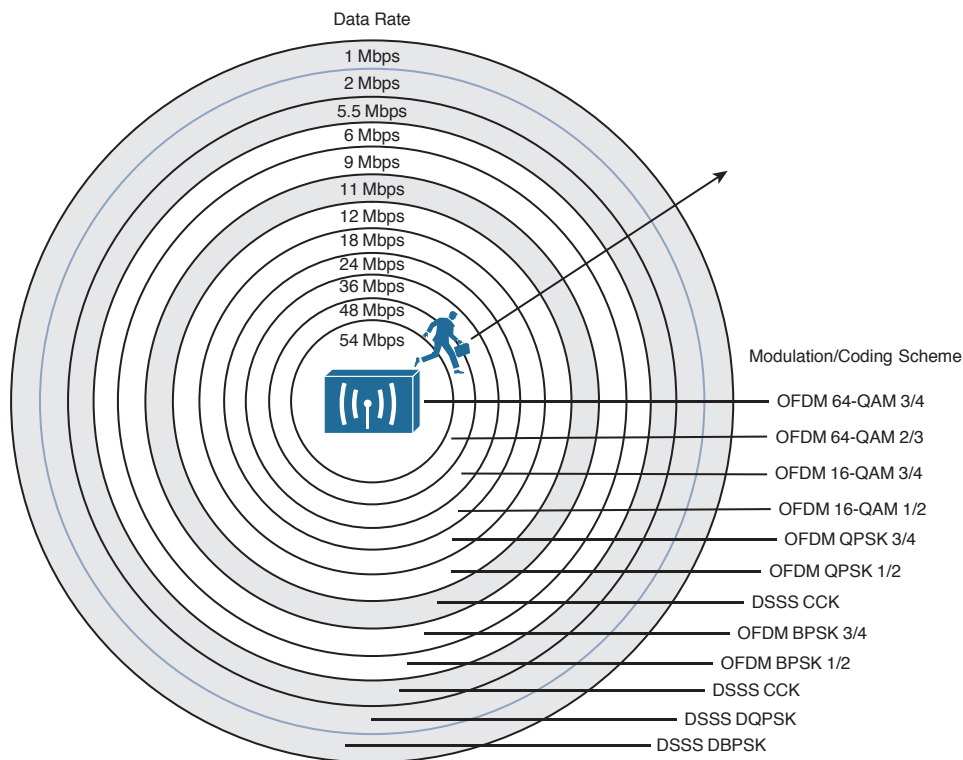 Data Rate
1 Mbps
2 Mbps
5.5 Mbps
6 Mbps
9 Mbps
11 Mbps
12 Mbps
18 Mbps
24 Mbps
36 Mbps
48 Mbps
54 Mbps
Modulation/Coding Scheme
OFDM 64-QAM 3/4
OFDM 64-QAM 2/3
OFDM 16-QAM 3/4
OFDM 16-QAM 1/2
OFDM QPSK 3/4
OFDM QPSK 1/2
DSSS CCK
OFDM BPSK 3/4
OFDM BPSK 1/2
DSSS CCK
DSSS DQPSK
DSSS DBPSK